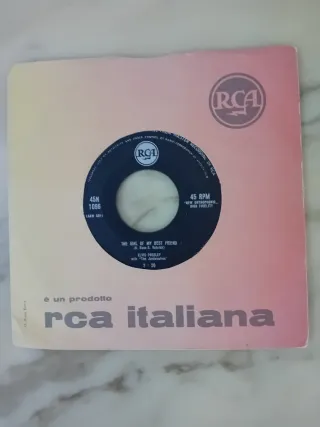 RCA
RCA
45N
1086
45 RPM
"NEW ORTHOPHONIC"
HIGH FIDELITY
THE GIRL OF MY BEST FRIEND
ELVIS PRESLEY
with "The Jordanaires"
è un prodotto
rca italiana